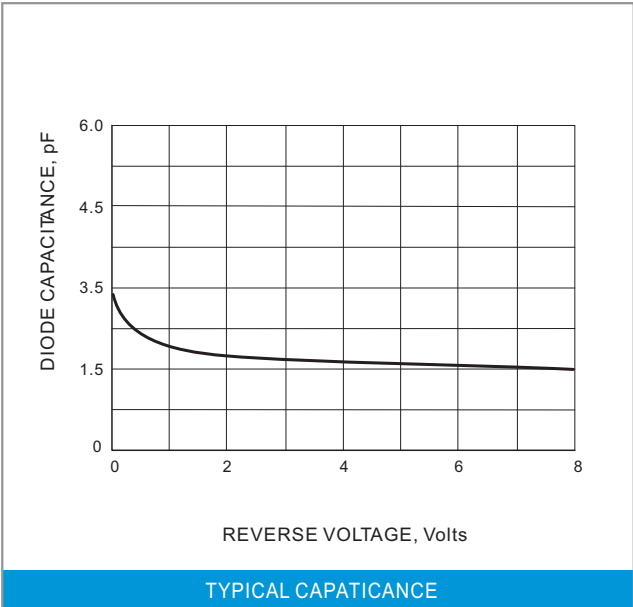 DIODE CAPACITANCE, pF
6.0
4.5
3.5
1.5
0
0 2 4 6 8
REVERSE VOLTAGE, Volts
TYPICAL CAPATICANCE